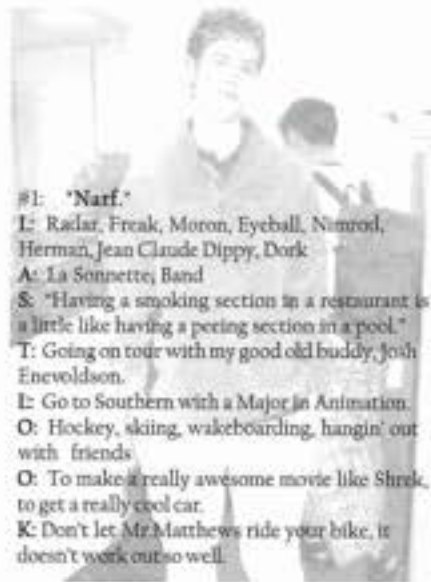 #1: "Narf."
L: Radar, Freak, Moron, Eyeball, Nimrod,
Herman, Jean Claude Dippy, Dork
A: La Sonnette, Band
S: "Having a smoking section in a restaurant is
a little like having a peeing section in a pool."
T: Going on tour with my good old buddy, Josh
Enevoldson.
L: Go to Southern with a Major in Animation.
O: Hockey, skiing, wakeboarding, hangin' out
with friends
O: To make a really awesome movie like Shrek,
to get a really cool car.
K: Don't let Mr.Matthews ride your bike, it
doesn't work out so well.